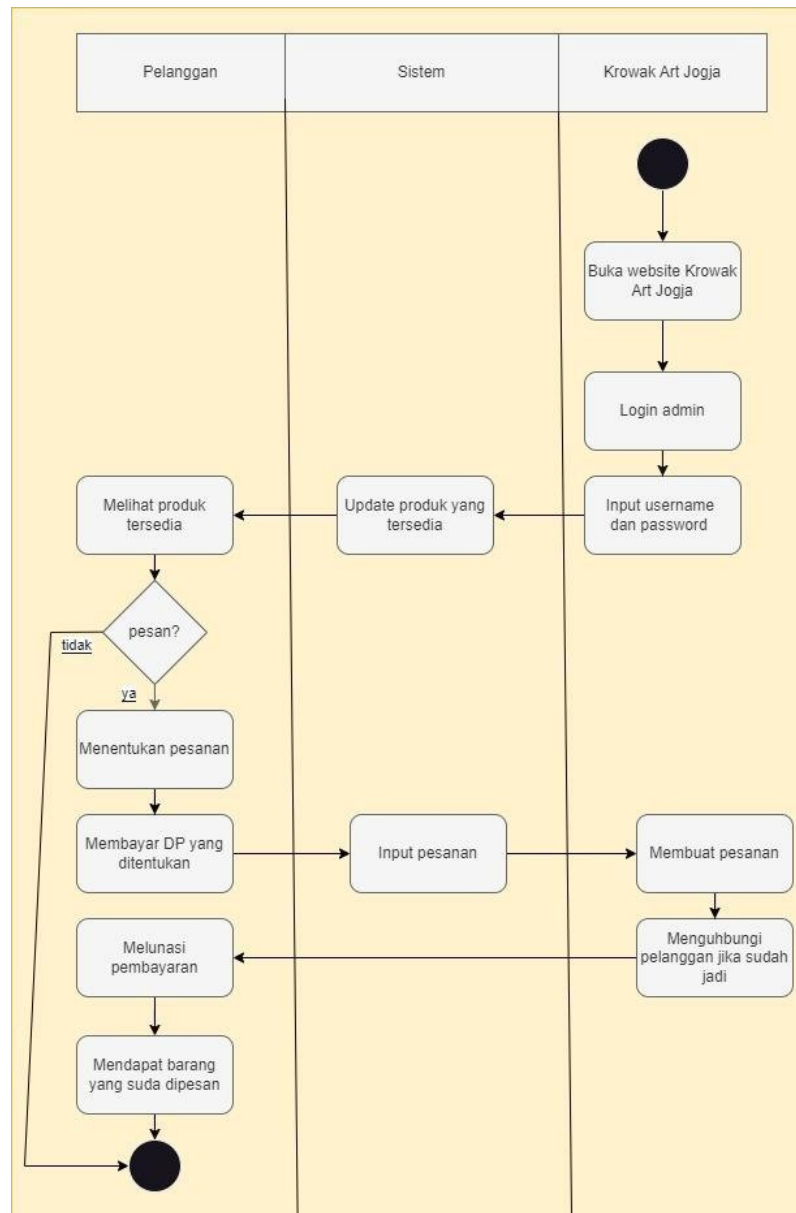 Pelanggan
Sistem
Krowak Art Jogja
Buka website Krowak
Art Jogja
Login admin
Input username
dan password
Update produk yang
tersedia
Melihat produk
tersedia
pesan?
tidak
ya
Menentukan pesanan
Membayar DP yang
ditentukan
Input pesanan
Membuat pesanan
Menguhbungi
pelanggan jika sudah
jadi
Melunasi
pembayaran
Mendapat barang
yang suda dipesan